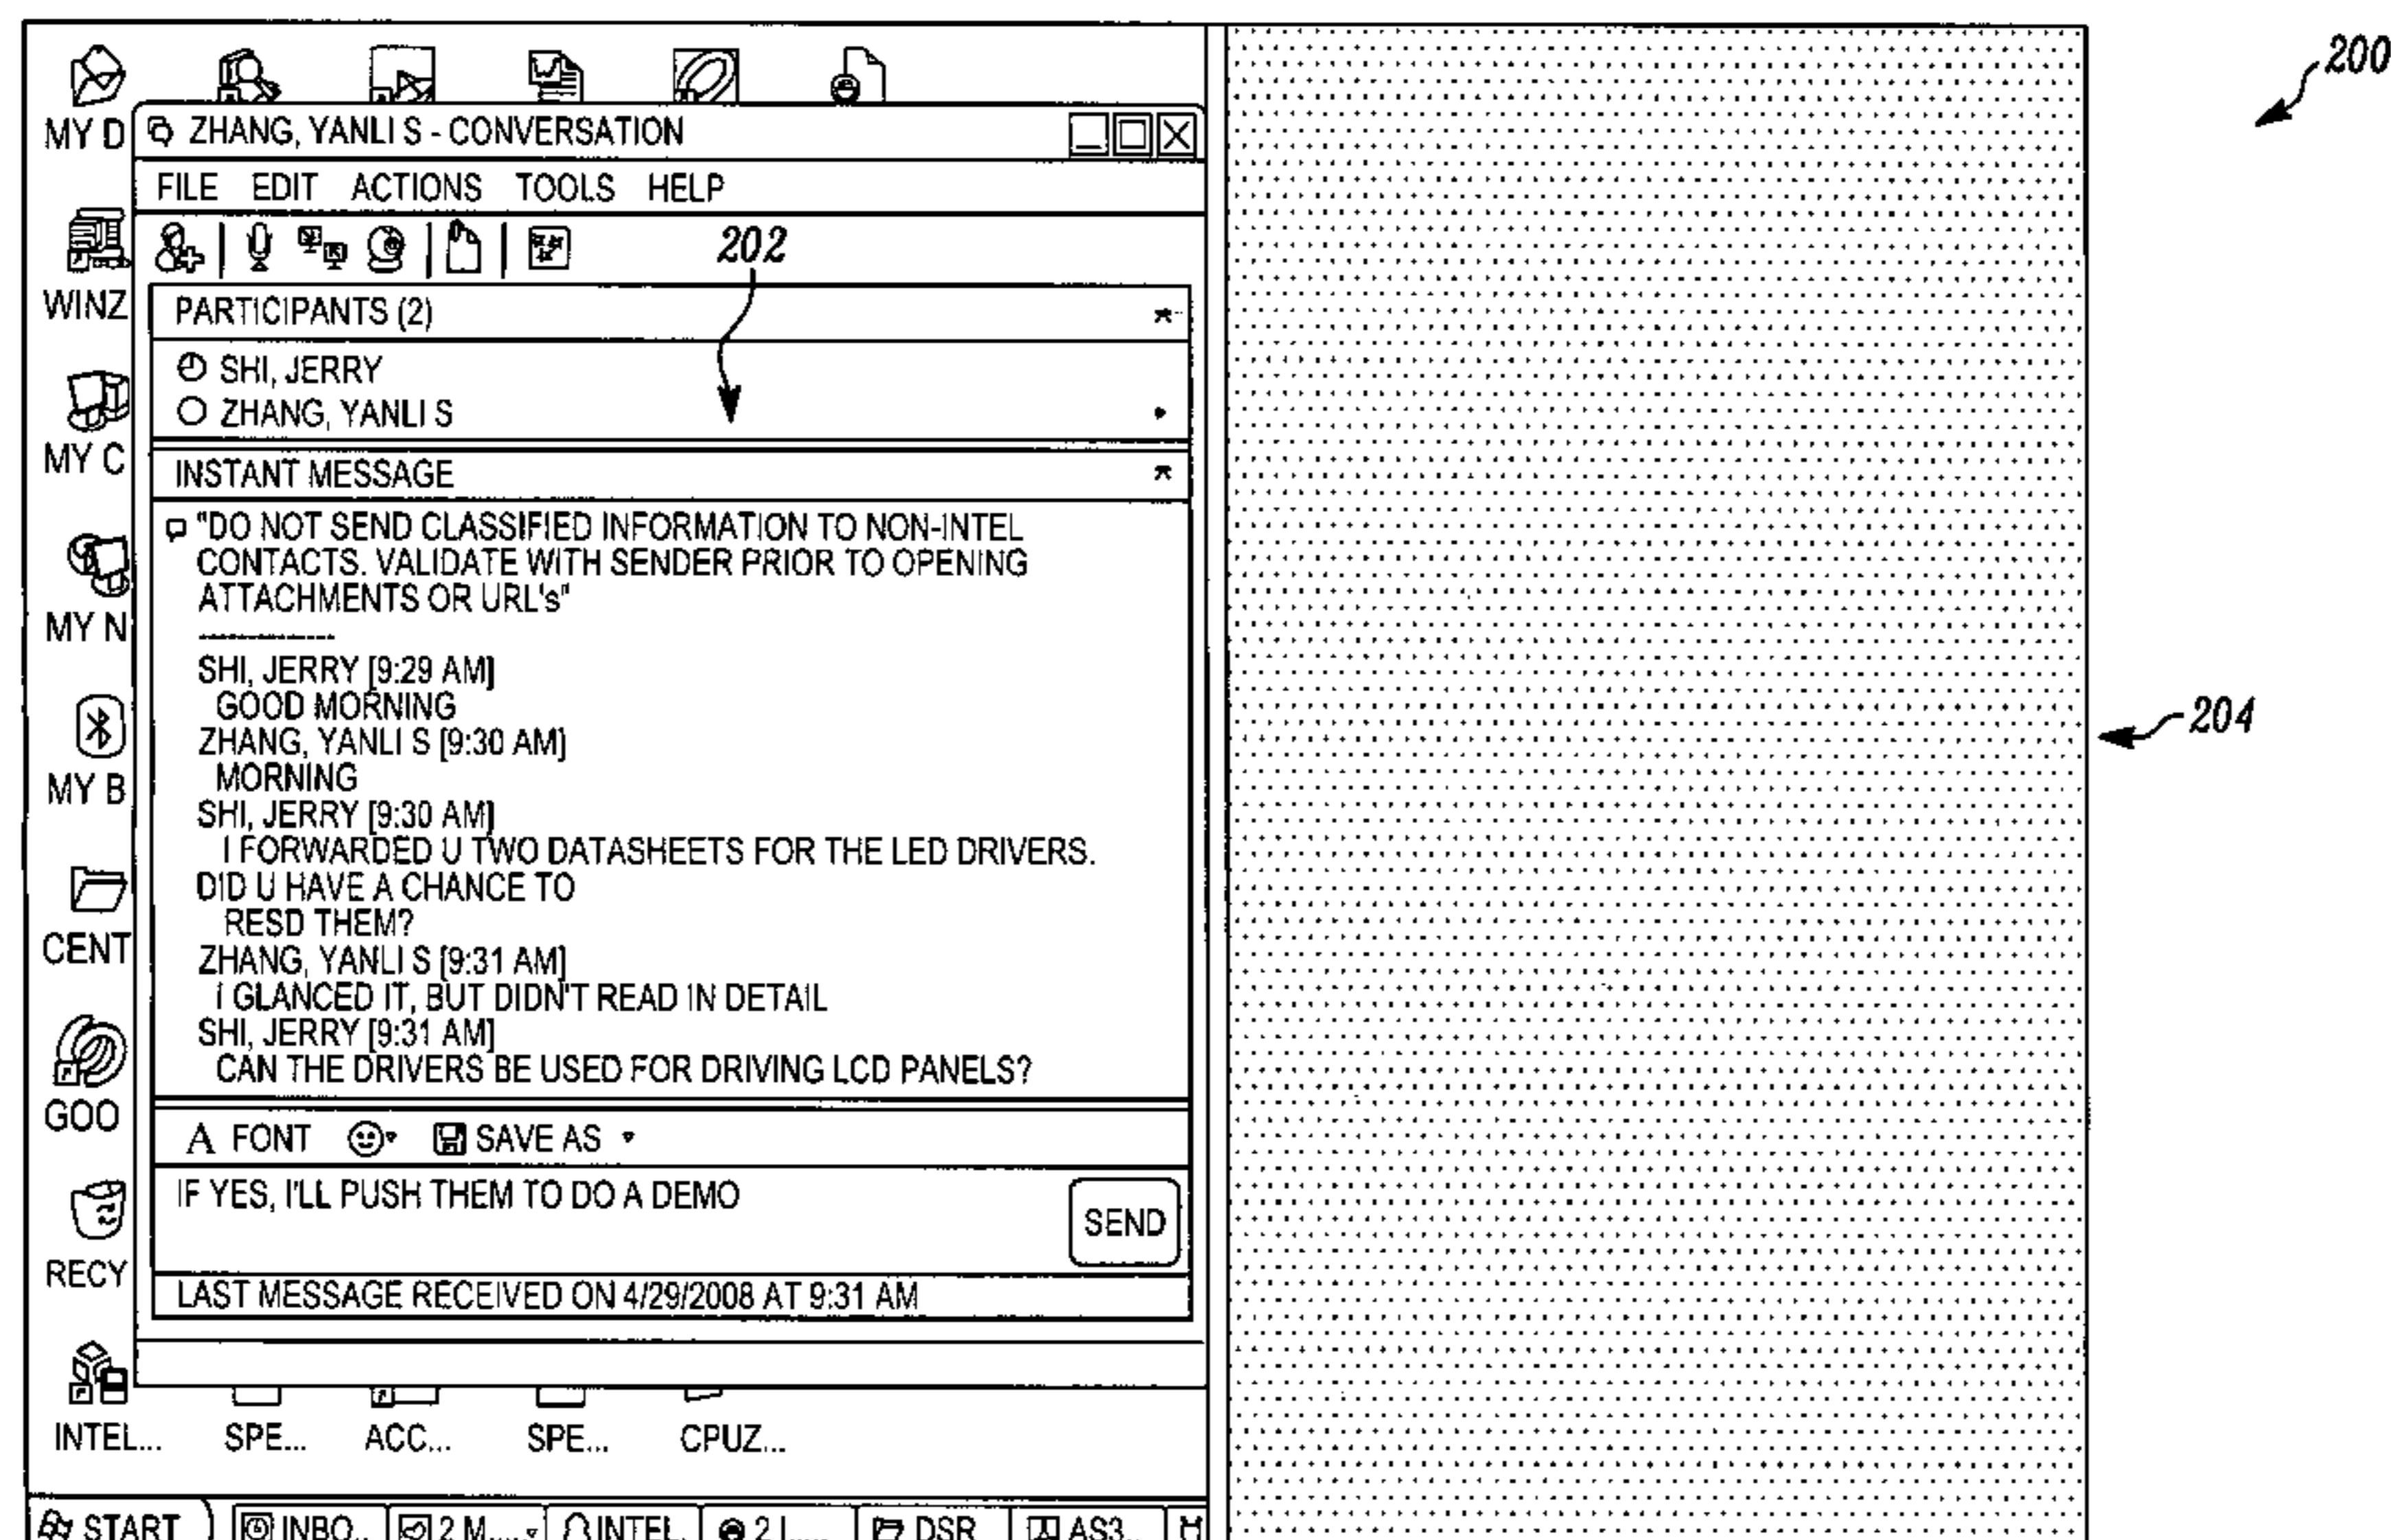 200
MY D
ZHANG, YANLI S - CONVERSATION
FILE EDIT ACTIONS TOOLS HELP
202
WINZ
PARTICIPANTS (2)
SHI, JERRY
ZHANG, YANLI S
MY C
INSTANT MESSAGE
"DO NOT SEND CLASSIFIED INFORMATION TO NON-INTEL
CONTACTS. VALIDATE WITH SENDER PRIOR TO OPENING
ATTACHMENTS OR URL's"
MY N
--------------
SHI, JERRY [9:29 AM]
GOOD MORNING
204
ZHANG, YANLI S [9:30 AM]
MORNING
MY B
SHI, JERRY [9:30 AM]
I FORWARDED U TWO DATASHEETS FOR THE LED DRIVERS.
DID U HAVE A CHANCE TO
RESD THEM?
CENT
ZHANG, YANLI S [9:31 AM]
I GLANCED IT, BUT DIDN'T READ IN DETAIL
SHI, JERRY [9:31 AM]
CAN THE DRIVERS BE USED FOR DRIVING LCD PANELS?
GOO
A FONT SAVE AS
IF YES, I'LL PUSH THEM TO DO A DEMO
SEND
RECY
LAST MESSAGE RECEIVED ON 4/29/2008 AT 9:31 AM
INTEL... SPE... ACC... SPE... CPUZ...
START INBO.. 2 M.... INTEL. 2 I..... DSR AS3..